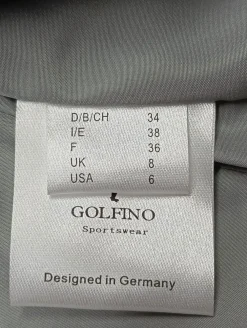 D/B/CH 34
I/E 38
F 36
UK 8
USA 6
GOLFINO
Sportswear
Designed in Germany